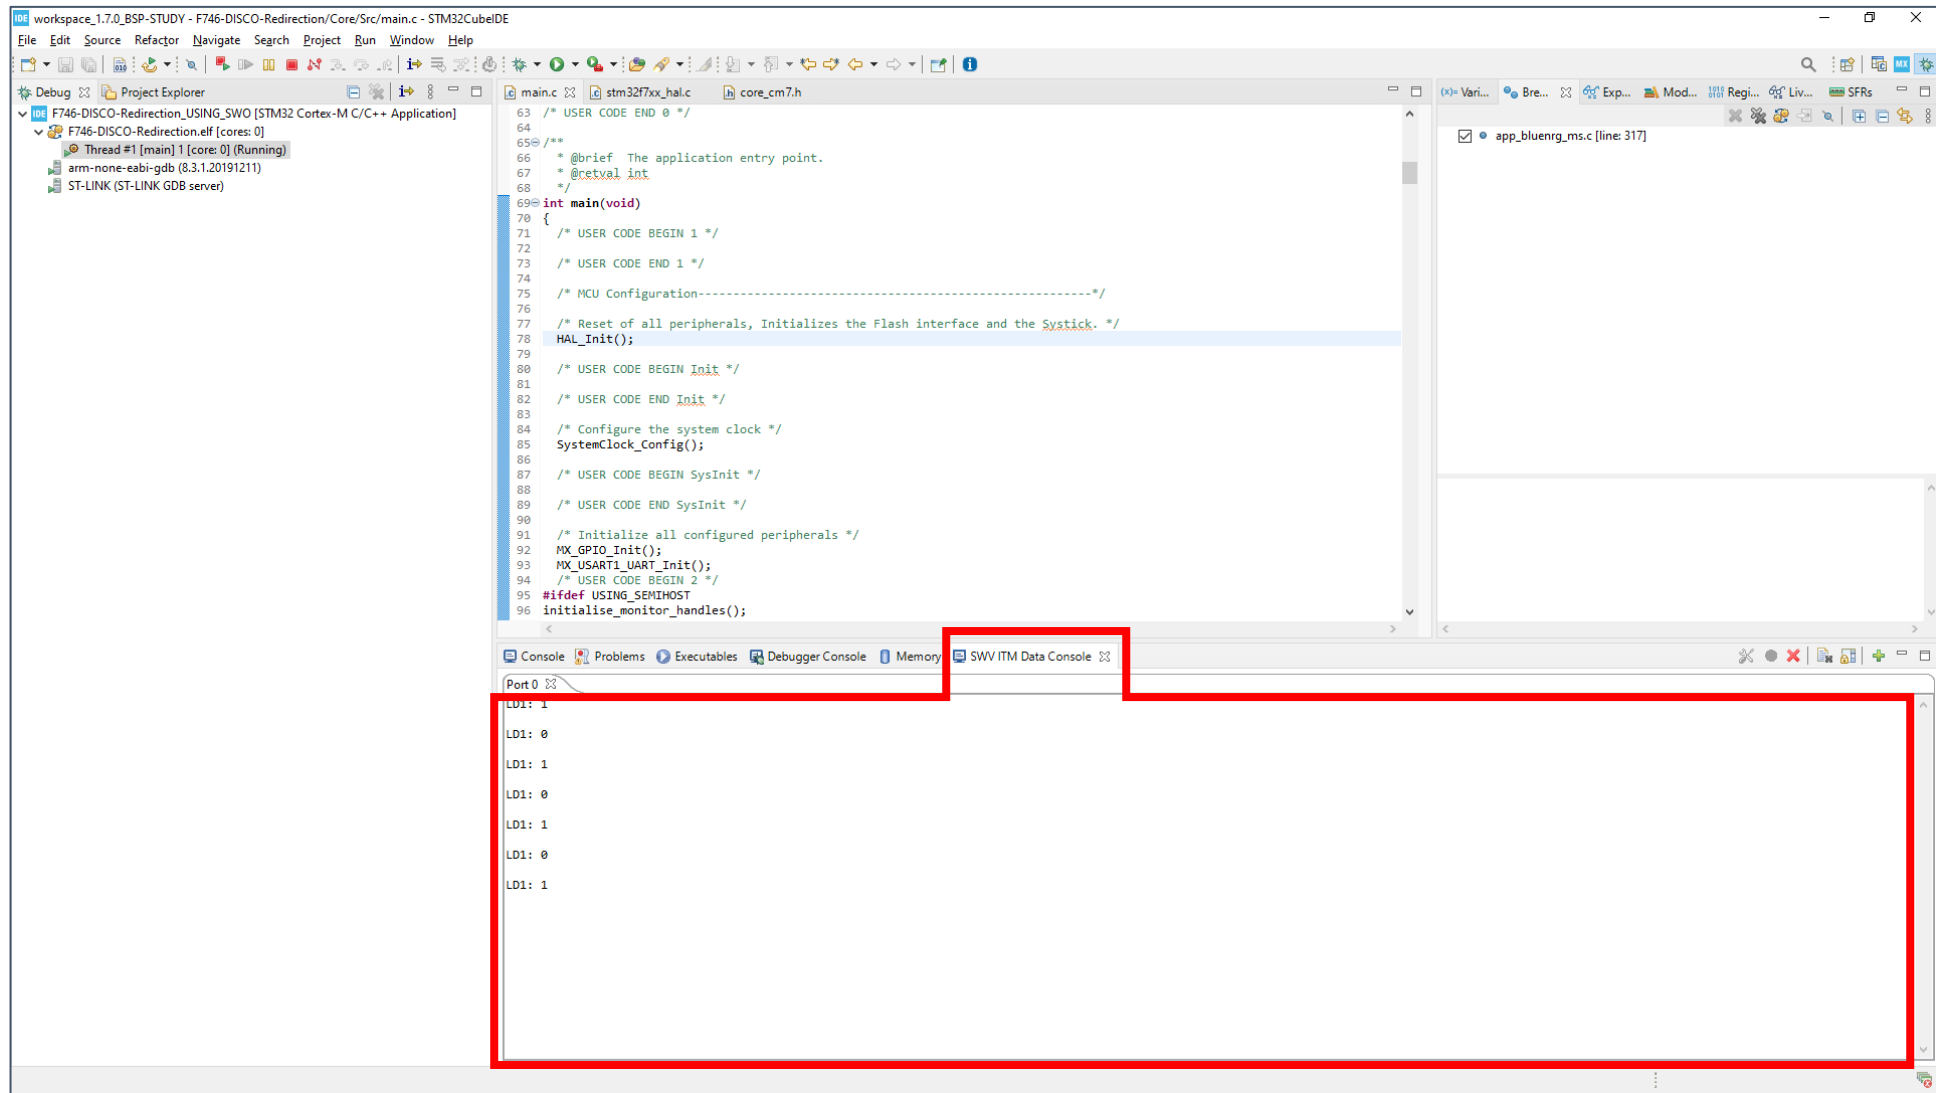 workspace_1.7.0_BSP-STUDY - F746-DISCO-Redirection/Core/Src/main.c - STM32CubeIDE
File Edit Source Refactor Navigate Search Project Run Window Help
Debug Project Explorer
F746-DISCO-Redirection_USING_SWO [STM32 Cortex-M C/C++ Application]
F746-DISCO-Redirection.elf [cores: 0]
Thread #1 [main] 1 [core: 0] (Running)
arm-none-eabi-gdb (8.3.1.20191211)
ST-LINK (ST-LINK GDB server)
main.c stm32f7xx_hal.c core_cm7.h
63 /* USER CODE END 0 */
64
65 /**
66 * @brief The application entry point.
67 * @retval int
68 */
69 int main(void)
70 {
71 /* USER CODE BEGIN 1 */
72
73 /* USER CODE END 1 */
74
75 /* MCU Configuration--------------------------------------------------------*/
76
77 /* Reset of all peripherals, Initializes the Flash interface and the Systick. */
78 HAL_Init();
79
80 /* USER CODE BEGIN Init */
81
82 /* USER CODE END Init */
83
84 /* Configure the system clock */
85 SystemClock_Config();
86
87 /* USER CODE BEGIN SysInit */
88
89 /* USER CODE END SysInit */
90
91 /* Initialize all configured peripherals */
92 MX_GPIO_Init();
93 MX_USART1_UART_Init();
94 /* USER CODE BEGIN 2 */
95 #ifdef USING_SEMIHOST
96 initialise_monitor_handles();
(x)= Vari... Bre... Exp... Mod... Regi... Liv... SFRs
app_bluenrg_ms.c [line: 317]
Console Problems Executables Debugger Console Memory SWV ITM Data Console
Port 0
LD1: 1
LD1: 0
LD1: 1
LD1: 0
LD1: 1
LD1: 0
LD1: 1